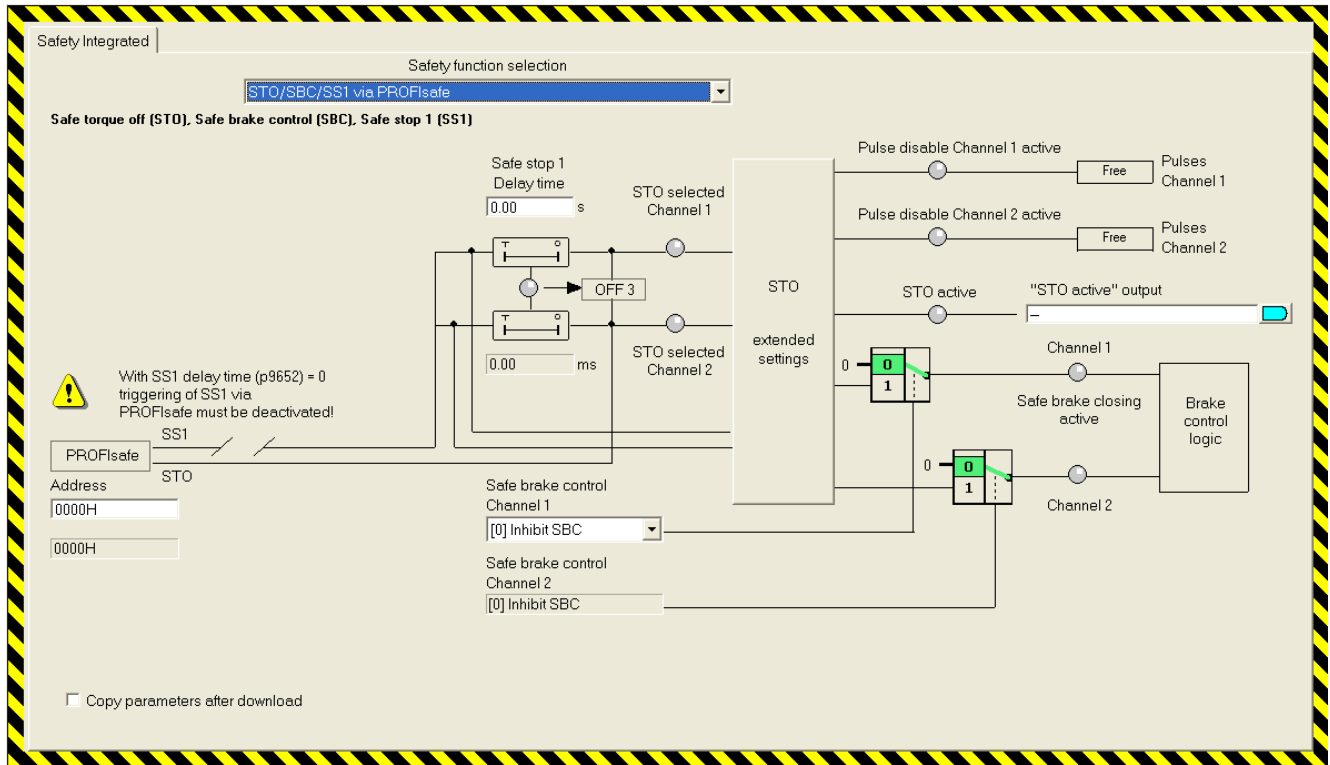 Safety Integrated
Safety function selection
STO/SBC/SS1 via PROFIsafe
Safe torque off (STO), Safe brake control (SBC), Safe stop 1 (SS1)
Safe stop 1
Delay time
0.00 s
STO selected
Channel 1
Pulse disable Channel 1 active
Free
Pulses
Channel 1
Pulse disable Channel 2 active
Free
Pulses
Channel 2
T 0
OFF 3
T 0
0.00 ms
STO selected
Channel 2
STO
extended
settings
STO active
"STO active" output
–
0
0
1
Channel 1
Safe brake closing
active
Brake
control
logic
0
0
1
Channel 2
With SS1 delay time (p9652) = 0
triggering of SS1 via
PROFIsafe must be deactivated!
SS1
PROFIsafe
STO
Address
0000H
0000H
Safe brake control
Channel 1
[0] Inhibit SBC
Safe brake control
Channel 2
[0] Inhibit SBC
Copy parameters after download